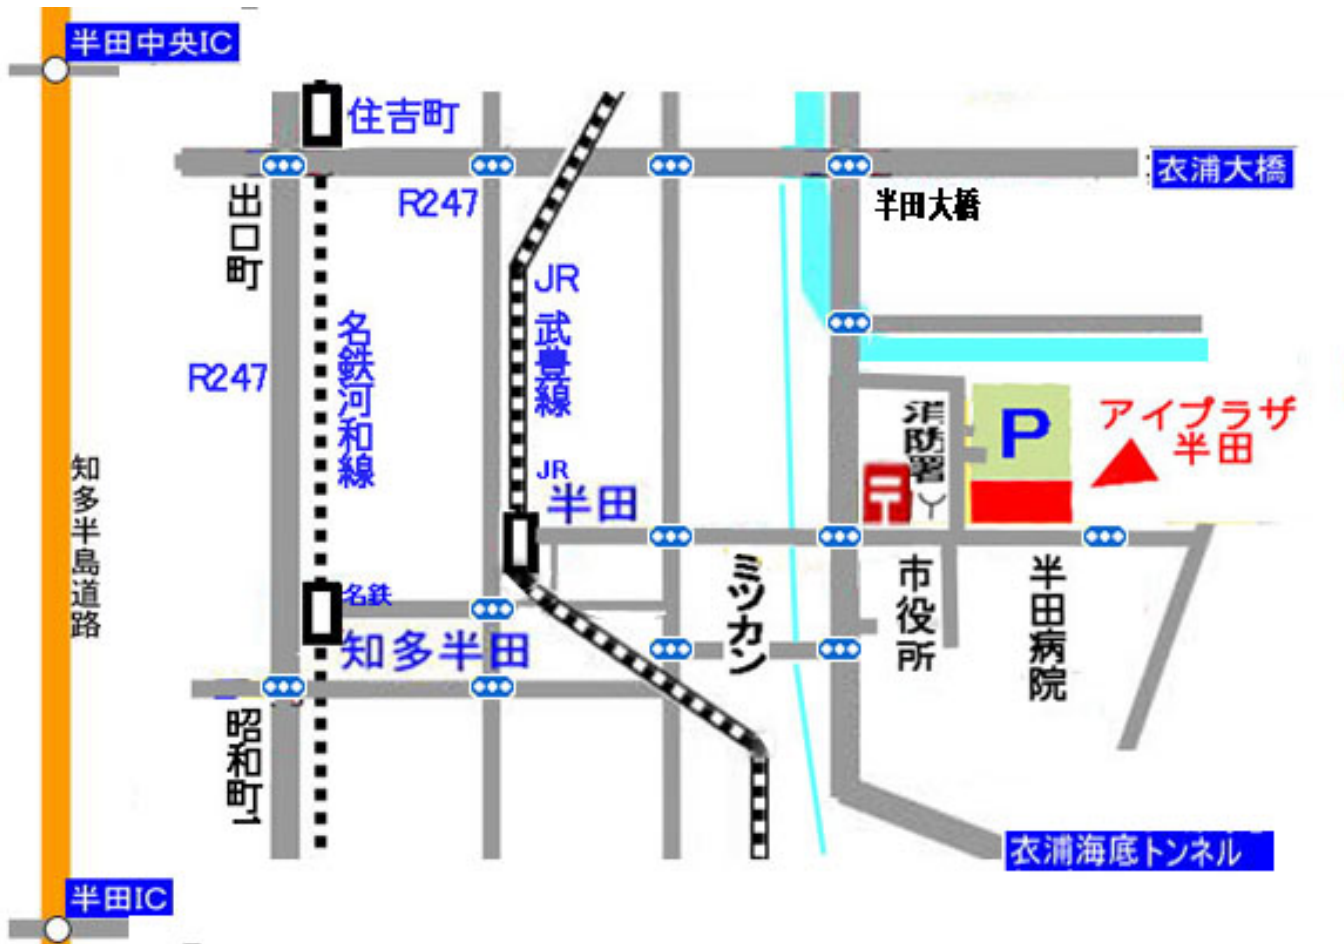 半田中央IC
住吉町
衣浦大橋
R247
出口町
半田大橋
JR
武豊線
名鉄河和線
R247
P
アイプラザ
半田
消防署
〒
Y
JR
半田
知多半島道路
ミツカン
市役所
半田病院
名鉄
知多半田
昭和町1
衣浦海底トンネル
半田IC